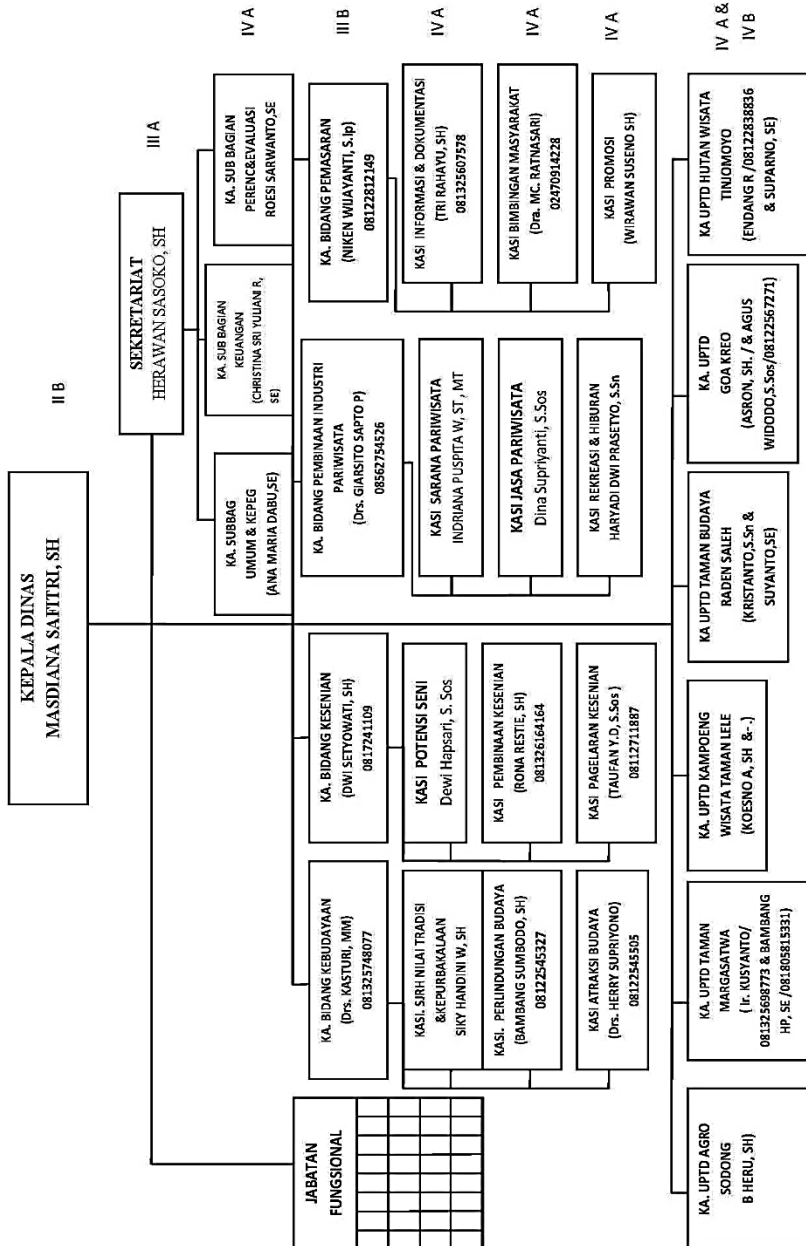 KEPALA DINAS
MASDIANA SAFITRI, SH
II B
SEKRETARIAT
HERAWAN SASOKO, SH
III A
KA. SUBBAG
UMUM & KEPEG
(ANA MARIA DABU,SE)
KA. SUB BAGIAN
KEUANGAN
(CHRISTINA SRI YULIANI R,
SE)
KA. SUB BAGIAN
PERENC&EVALUASI
ROESI SARWANTO,SE
IV A
JABATAN
FUNGSIONAL
KA. BIDANG KEBUDAYAAN
(Drs. KASTURI, MM)
081325748077
KA. BIDANG KESENIAN
(DWI SETYOWATI, SH)
0817241109
KA. BIDANG PEMBINAAN INDUSTRI
PARIWISATA
(Drs. GIARSITO SAPTO P)
08562754526
KA. BIDANG PEMASARAN
(NIKEN WIJAYANTI, S.Ip)
08122812149
III B
KASI. SJRH NILAI TRADISI
&KEPURBAKALAAN
SIKY HANDINI W, SH
KASI POTENSI SENI
Dewi Hapsari, S. Sos
KASI SARANA PARIWISATA
INDRIANA PUSPITA W, ST , MT
KASI INFORMASI & DOKUMENTASI
(TRI RAHAYU, SH)
081325607578
IV A
KASI. PERLINDUNGAN BUDAYA
(BAMBANG SUMBODO, SH)
08122545327
KASI PEMBINAAN KESENIAN
(RONA RESTIE, SH)
081326164164
KASI JASA PARIWISATA
Dina Supriyanti, S.Sos
KASI BIMBINGAN MASYARAKAT
(Dra. MC. RATNASARI)
02470914228
IV A
KASI ATRAKSI BUDAYA
(Drs. HERRY SUPRIYONO)
08122545505
KASI PAGELARAN KESENIAN
(TAUFAN Y.D, S.Sos )
08112711887
KASI REKREASI & HIBURAN
HARYADI DWI PRASETYO, S.Sn
KASI PROMOSI
(WIRAWAN SUSENO SH)
IV A
KA. UPTD AGRO
SODONG
B HERU, SH)
KA. UPTD TAMAN
MARGASATWA
( Ir. KUSYANTO/
081325698773 & BAMBANG
HP, SE /081805815331)
KA. UPTD KAMPOENG
WISATA TAMAN LELE
(KOESNO A, SH &-.)
KA UPTD TAMAN BUDAYA
RADEN SALEH
(KRISTANTO,S.Sn &
SUYANTO,SE)
KA. UPTD
GOA KREO
(ASRON, SH. / & AGUS
WIDODO,S.Sos/08122567271)
KA UPTD HUTAN WISATA
TINJOMOYO
(ENDANG R /08122838836
& SUPARNO, SE)
IV A &
IV B